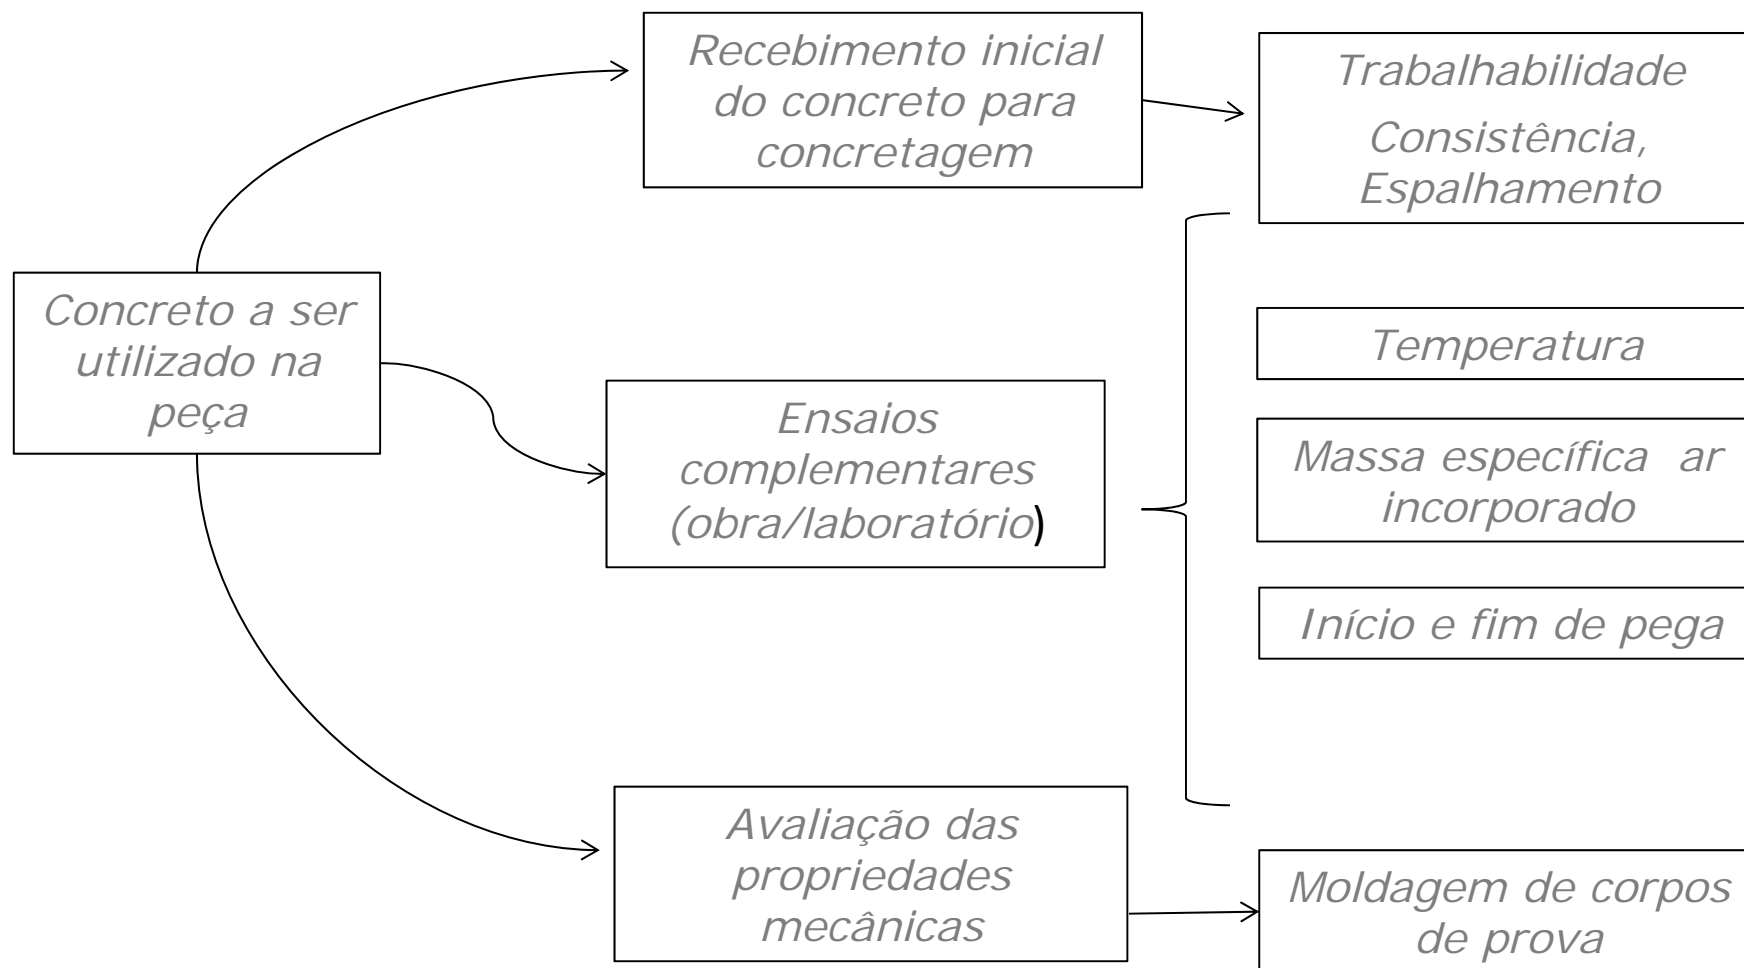 Recebimento inicial
do concreto para
concretagem
Trabalhabilidade
Consistência,
Espalhamento
Concreto a ser
utilizado na
peça
Temperatura
Ensaios
complementares
(obra/laboratório)
Massa específica  ar
incorporado
Início e fim de pega
Avaliação das
propriedades
mecânicas
Moldagem de corpos
de prova